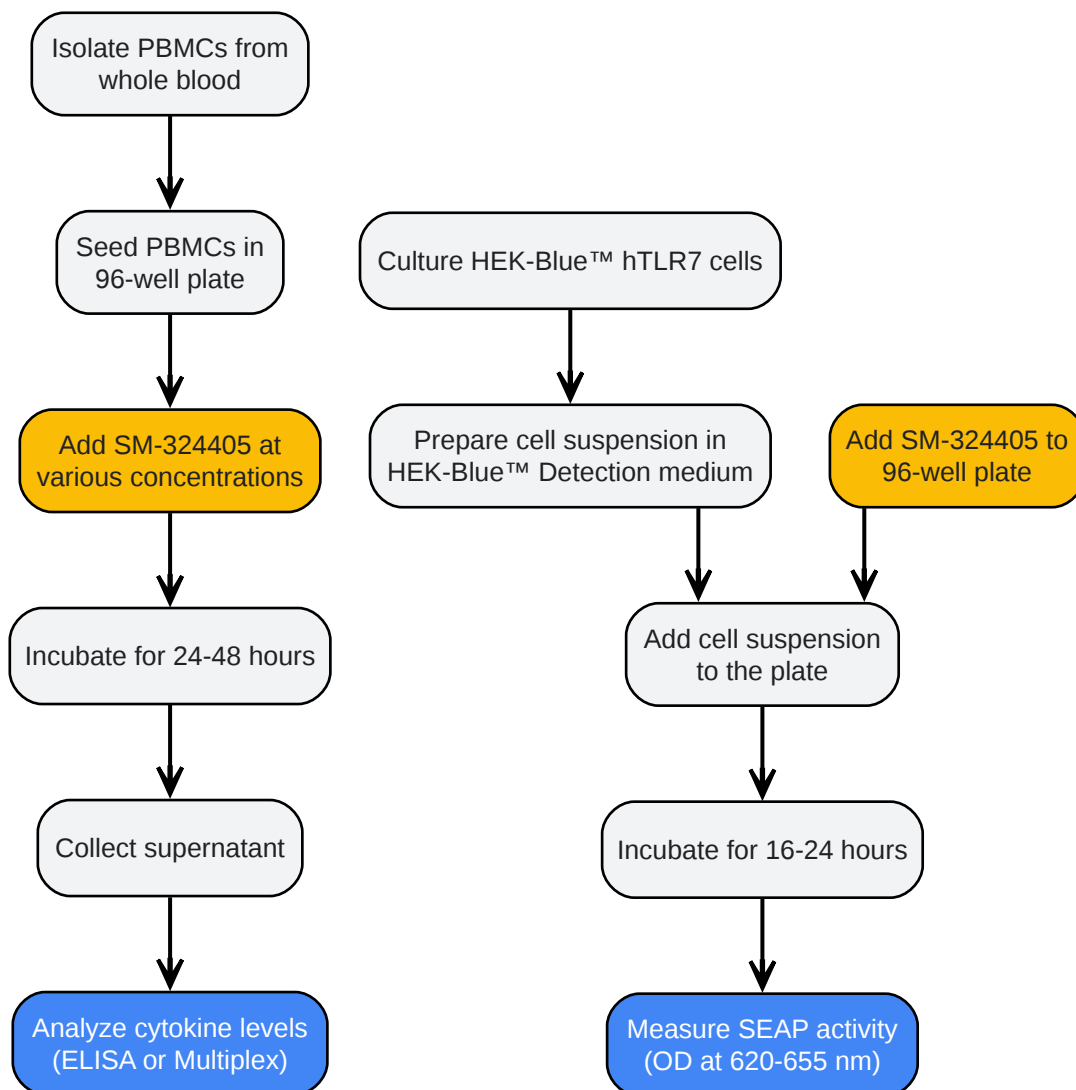 Isolate PBMCs from
whole blood
Seed PBMCs in
96-well plate
Add SM-324405 at
various concentrations
Incubate for 24-48 hours
Collect supernatant
Analyze cytokine levels
(ELISA or Multiplex)
Culture HEK-Blue™ hTLR7 cells
Prepare cell suspension in
HEK-Blue™ Detection medium
Add SM-324405 to
96-well plate
Add cell suspension
to the plate
Incubate for 16-24 hours
Measure SEAP activity
(OD at 620-655 nm)